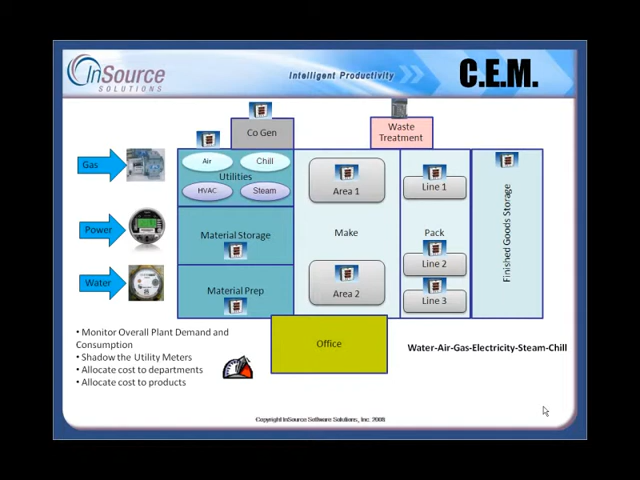 InSource
SOLUTIONS
Intelligent Productivity
C.E.M.
Co Gen
Waste
Treatment
Gas
Air
Chill
Utilities
HVAC
Steam
Area 1
Line 1
Power
Material Storage
Make
Pack
Finished Goods Storage
Line 2
Water
Material Prep
Area 2
Line 3
Office
• Monitor Overall Plant Demand and
Consumption
• Shadow the Utility Meters
• Allocate cost to departments
• Allocate cost to products
Water-Air-Gas-Electricity-Steam-Chill
Copyright InSource Software Solutions, Inc. 2008